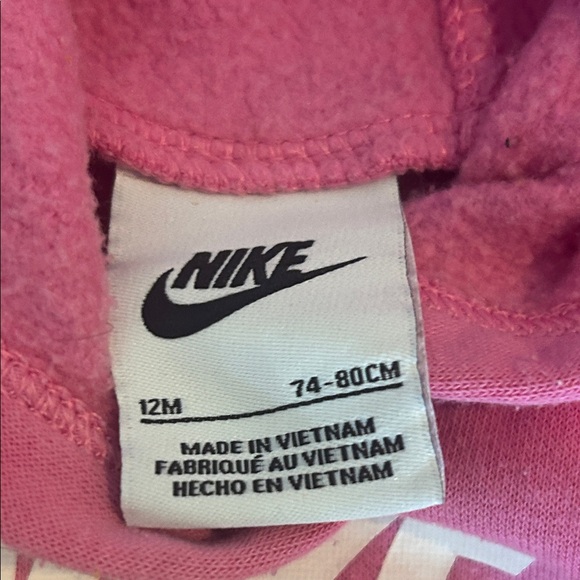 NIKE
12M 74-80CM
MADE IN VIETNAM
FABRIQUÉ AU VIETNAM
HECHO EN VIETNAM